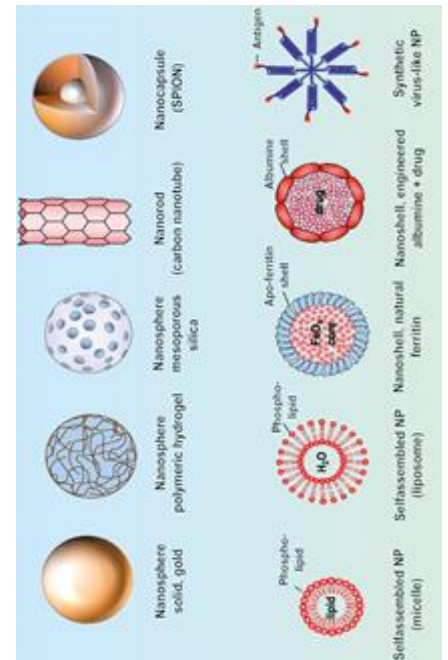 Nanosphere
solid, gold
Nanosphere
polymeric hydrogel
Nanosphere
mesoporous
silica
Nanorod
(carbon nanotube)
Nanocapsule
(SPION)
Phospho-
lipid
lipid
Selfassembled NP
(micelle)
Phospho-
lipid
H₂O
Selfassembled NP
(liposome)
Apo-ferritin
shell
core
Nanoshell, natural
ferritin
Albumine
shell
drug
Nanoshell, engineered
albumine + drug
Antigen
Synthetic
virus-like NP